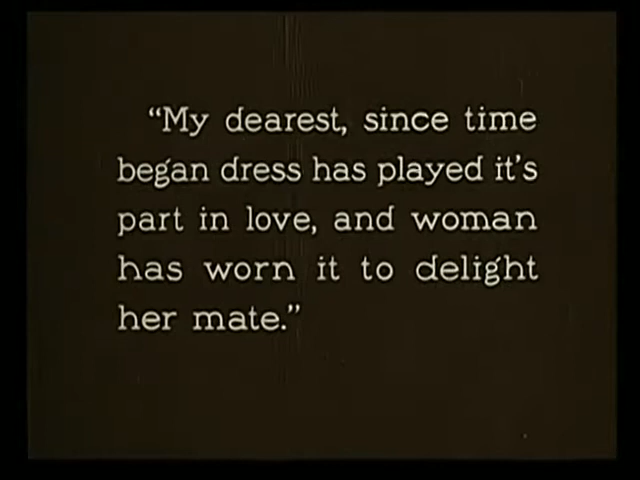 “My dearest, since time
began dress has played it's
part in love, and woman
has worn it to delight
her mate.”